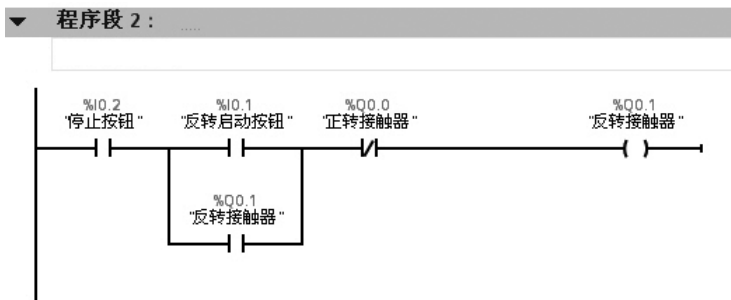 程序段 2：
.....
%I0.2
"停止按钮"
%I0.1
"反转启动按钮"
%Q0.0
"正转接触器"
%Q0.1
"反转接触器"
%Q0.1
"反转接触器"